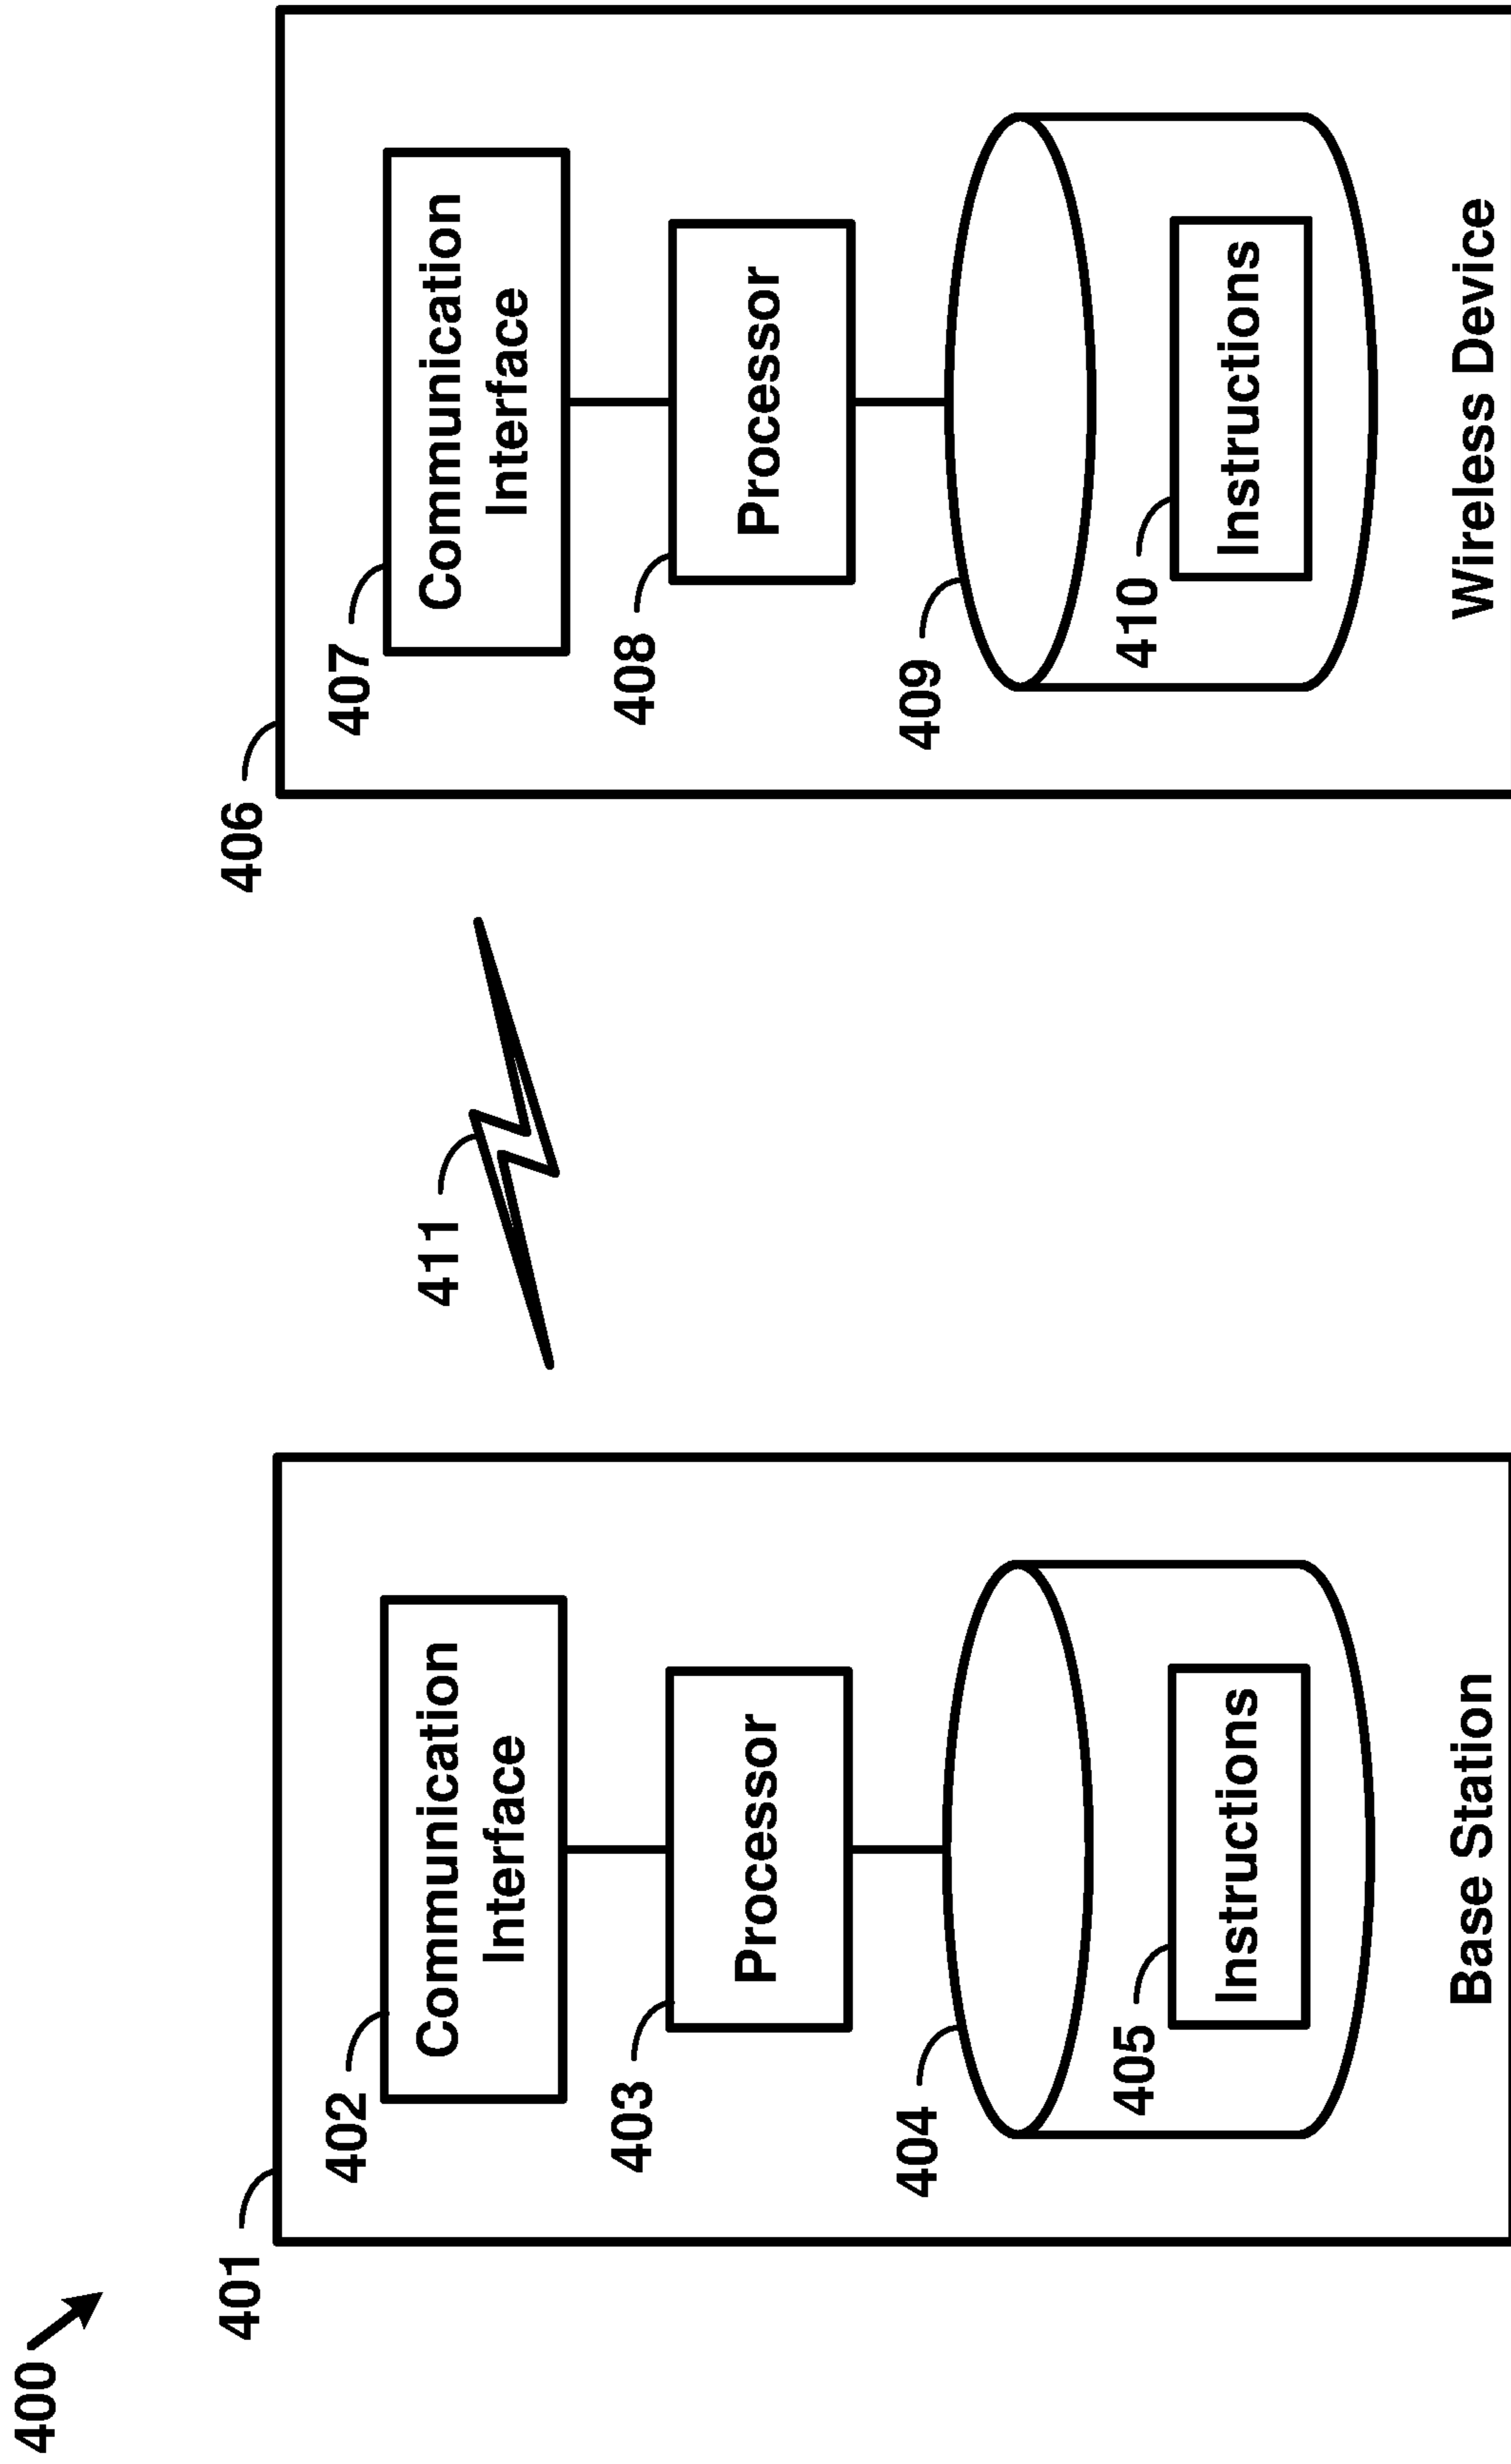 400
401
402
Communication
Interface
403
Processor
404
405
Instructions
Base Station
411
406
407
Communication
Interface
408
Processor
409
410
Instructions
Wireless Device